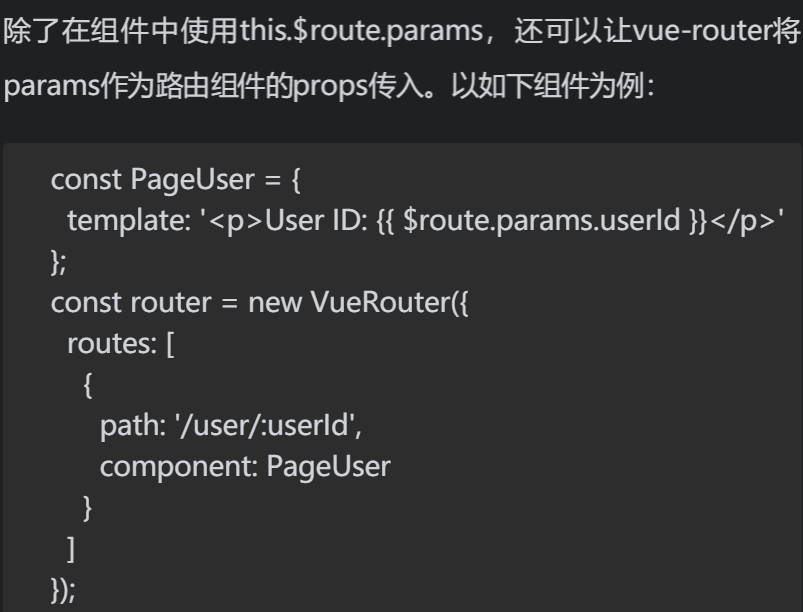 除了在组件中使用this.$route.params，还可以让vue-router将
params作为路由组件的props传入。以如下组件为例：
const PageUser = {
  template: '<p>User ID: {{ $route.params.userId }}</p>'
};
const router = new VueRouter({
  routes: [
    {
      path: '/user/:userId',
      component: PageUser
    }
  ]
});